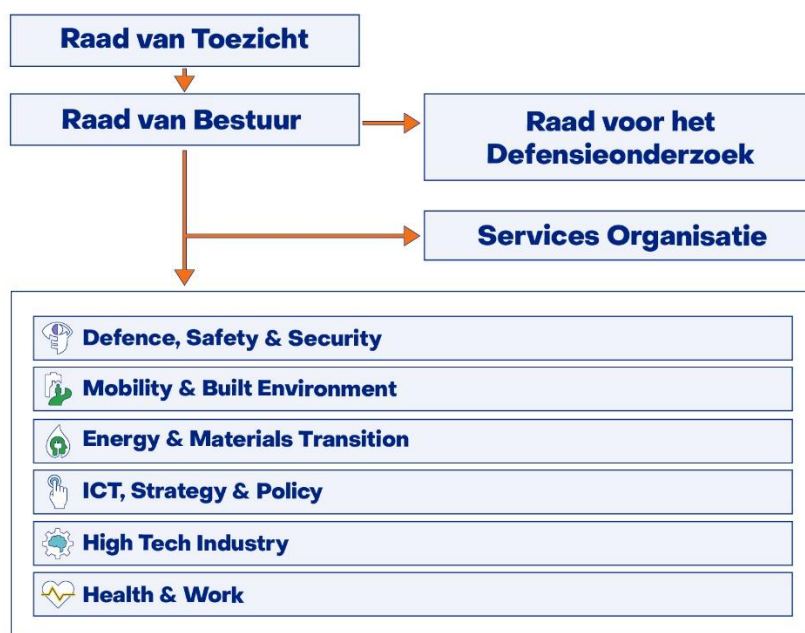 Raad van Toezicht
Raad van Bestuur
Raad voor het
Defensieonderzoek
Services Organisatie
Defence, Safety & Security
Mobility & Built Environment
Energy & Materials Transition
ICT, Strategy & Policy
High Tech Industry
Health & Work